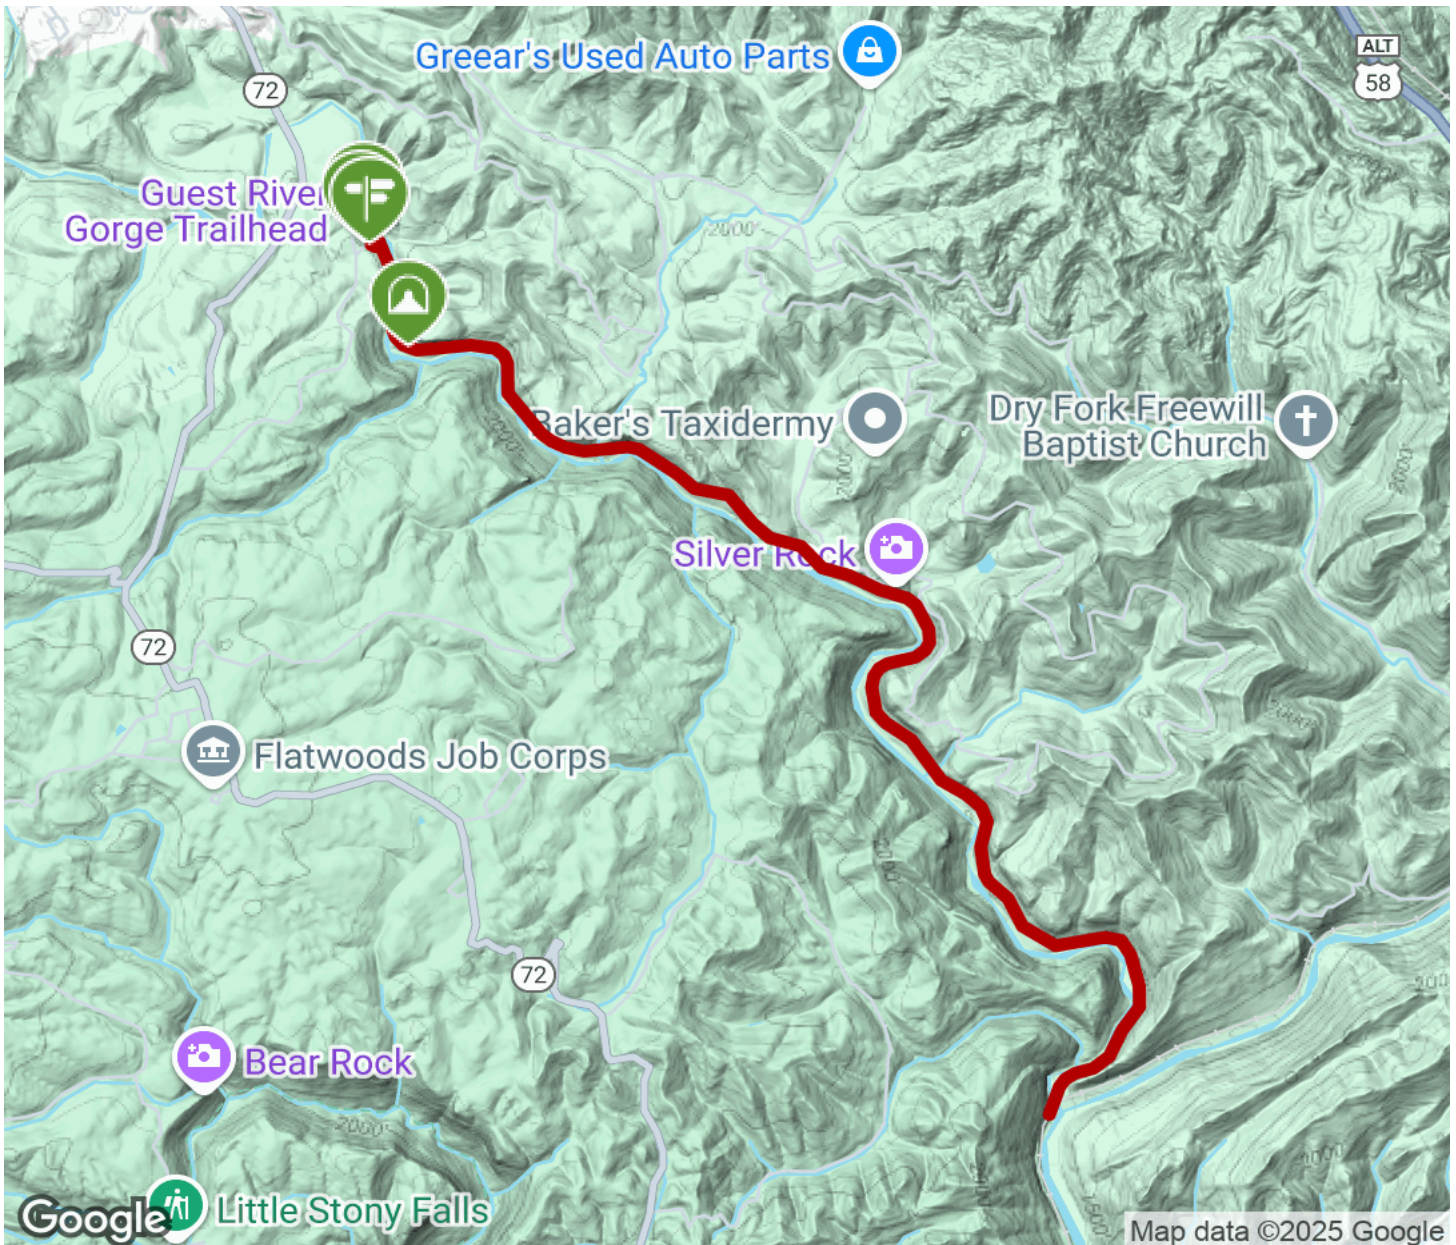 Greear's Used Auto Parts
ALT
58
72
Guest River
Gorge Trailhead
2000
Baker's Taxidermy
Dry Fork Freewill
Baptist Church
Silver Rock
72
Flatwoods Job Corps
72
Bear Rock
2000
Little Stony Falls
Google
Map data ©2025 Google